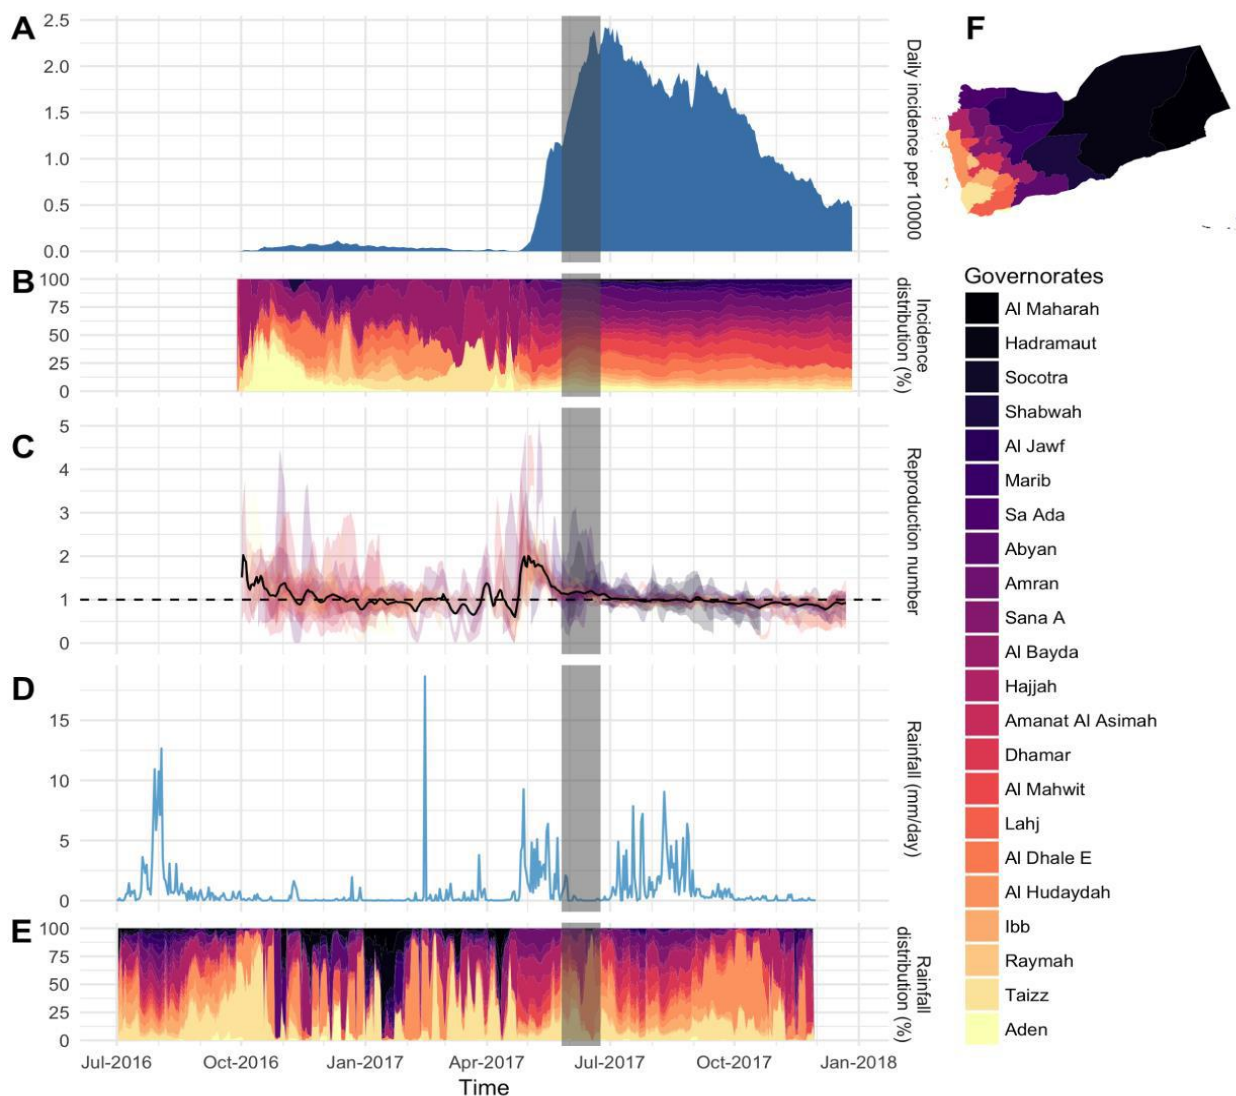 A
2.5
2.0
1.5
1.0
0.5
0.0
Daily incidence per 10000
B
100
75
50
25
0
Incidence
distribution (%)
C
5
4
3
2
1
0
Reproduction number
D
15
10
5
0
Rainfall (mm/day)
E
100
75
50
25
0
Rainfall
distribution (%)
Jul-2016 Oct-2016 Jan-2017 Apr-2017 Jul-2017 Oct-2017 Jan-2018
Time
F
Governorates
Al Maharah
Hadramaut
Socotra
Shabwah
Al Jawf
Marib
Sa Ada
Abyan
Amran
Sana A
Al Bayda
Hajjah
Amanat Al Asimah
Dhamar
Al Mahwit
Lahj
Al Dhale E
Al Hudaydah
Ibb
Raymah
Taizz
Aden